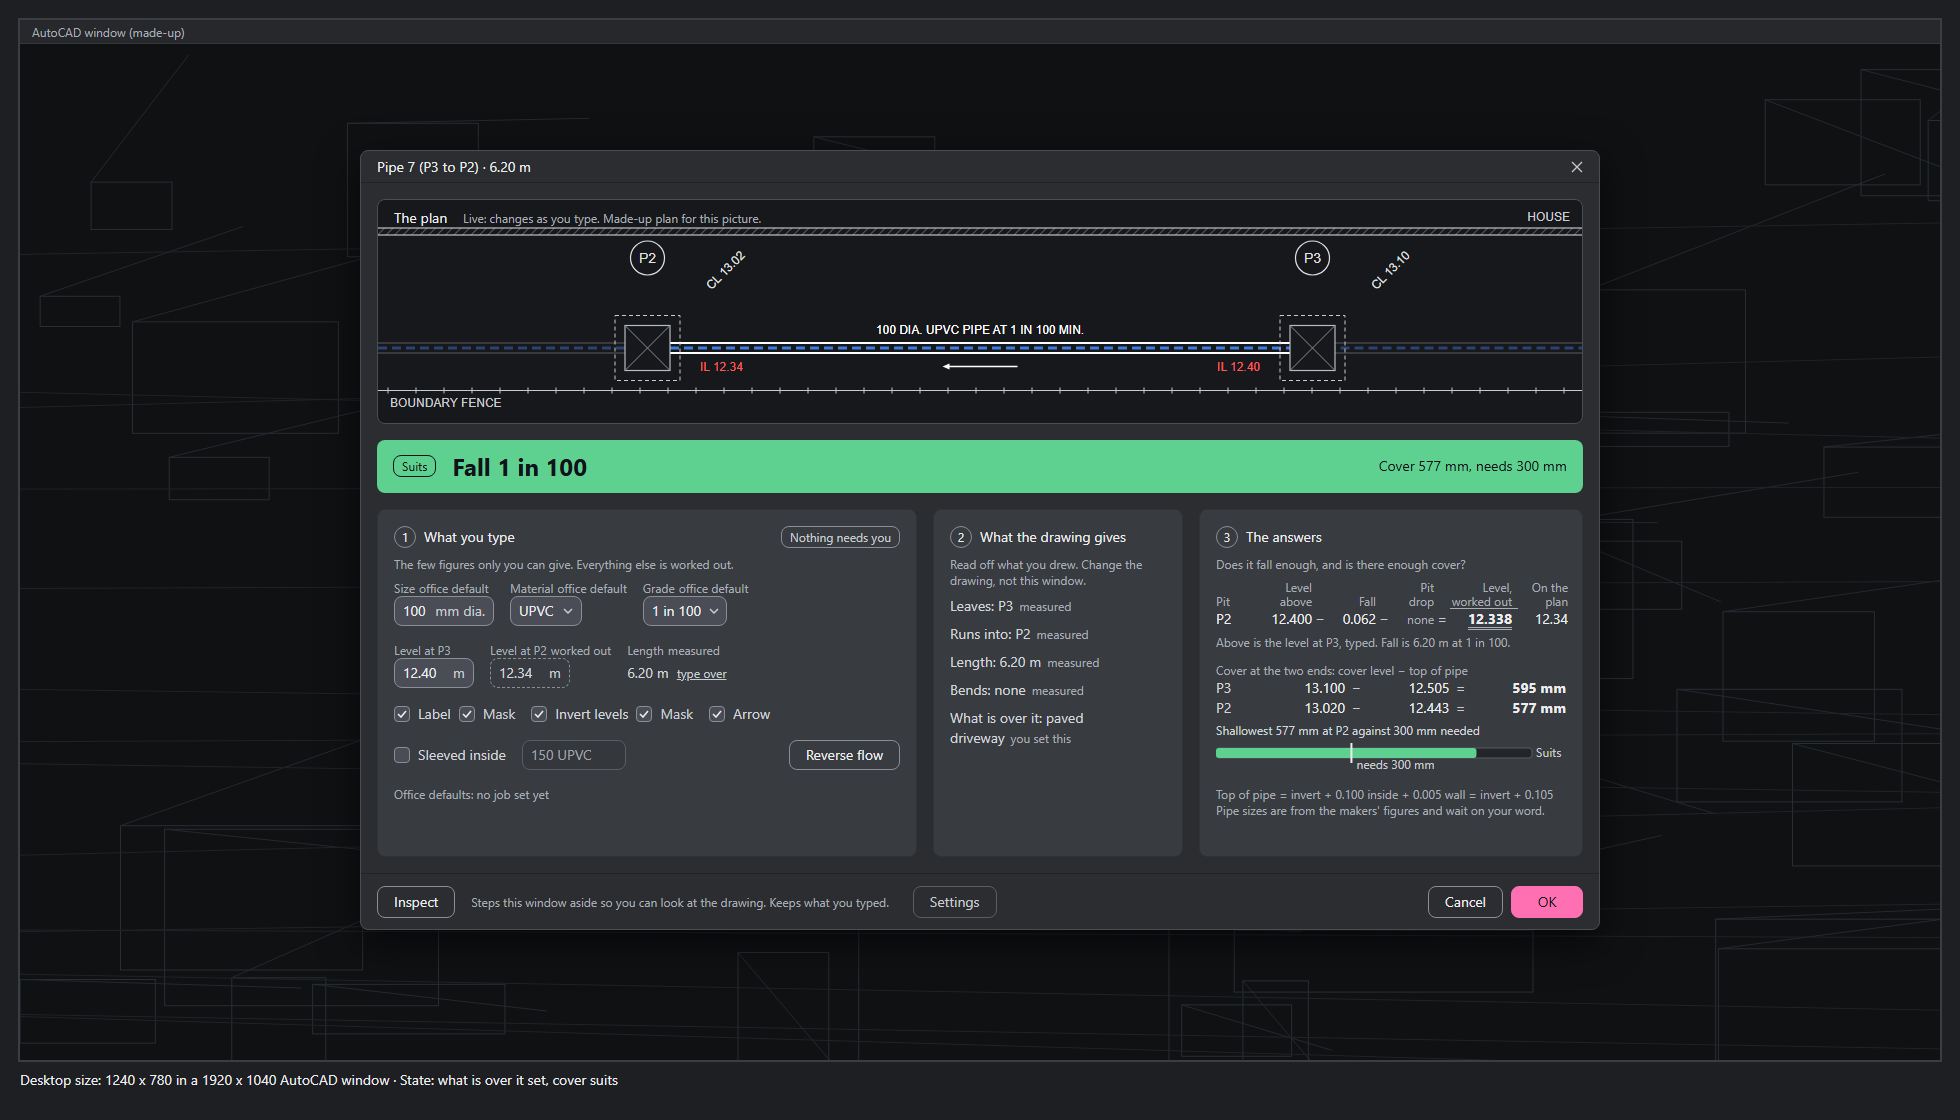 AutoCAD window (made-up)
Pipe 7 (P3 to P2) · 6.20 m
The plan Live: changes as you type. Made-up plan for this picture.
HOUSE
P2
CL 13.02
P3
CL 13.10
100 DIA. UPVC PIPE AT 1 IN 100 MIN.
IL 12.34
IL 12.40
BOUNDARY FENCE
Suits Fall 1 in 100
Cover 577 mm, needs 300 mm
1 What you type
Nothing needs you
The few figures only you can give. Everything else is worked out.
Size office default Material office default Grade office default
100 mm dia. UPVC 1 in 100
Level at P3 Level at P2 worked out Length measured
12.40 m 12.34 m 6.20 m type over
Label Mask Invert levels Mask Arrow
Sleeved inside 150 UPVC Reverse flow
Office defaults: no job set yet
2 What the drawing gives
Read off what you drew. Change the
drawing, not this window.
Leaves: P3 measured
Runs into: P2 measured
Length: 6.20 m measured
Bends: none measured
What is over it: paved
driveway you set this
3 The answers
Does it fall enough, and is there enough cover?
Level Pit Level, On the
Pit above Fall drop worked out plan
P2 12.400 − 0.062 − none = 12.338 12.34
Above is the level at P3, typed. Fall is 6.20 m at 1 in 100.
Cover at the two ends: cover level − top of pipe
P3 13.100 − 12.505 = 595 mm
P2 13.020 − 12.443 = 577 mm
Shallowest 577 mm at P2 against 300 mm needed
Suits
needs 300 mm
Top of pipe = invert + 0.100 inside + 0.005 wall = invert + 0.105
Pipe sizes are from the makers' figures and wait on your word.
Inspect Steps this window aside so you can look at the drawing. Keeps what you typed. Settings
Cancel OK
Desktop size: 1240 x 780 in a 1920 x 1040 AutoCAD window · State: what is over it set, cover suits